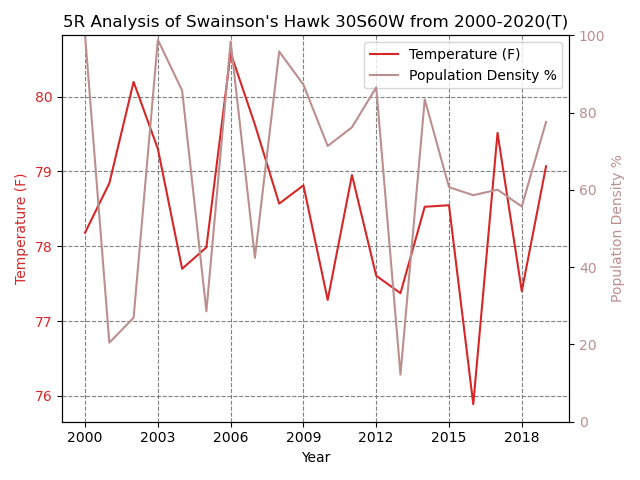 5R Analysis of Swainson's Hawk 30S60W from 2000-2020(T)
Temperature (F)
Population Density %
80
79
78
77
76
Temperature (F)
100
80
60
40
20
0
Population Density %
2000 2003 2006 2009 2012 2015 2018
Year